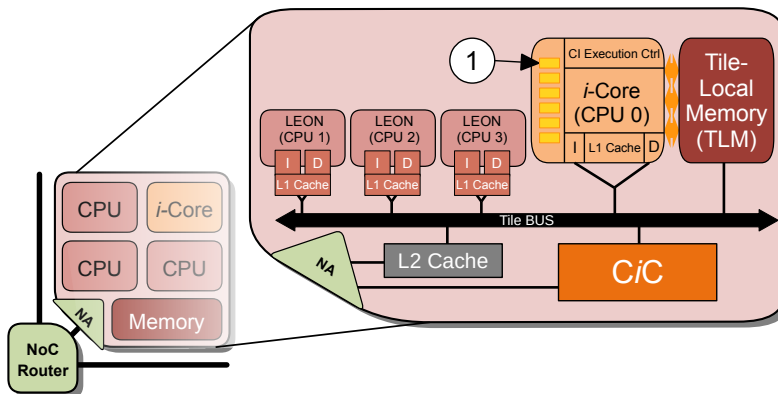 1
CI Execution Ctrl
i-Core
(CPU 0)
I
L1 Cache
D
Tile-
Local
Memory
(TLM)
LEON
(CPU 1)
I
D
L1 Cache
LEON
(CPU 2)
I
D
L1 Cache
LEON
(CPU 3)
I
D
L1 Cache
Tile BUS
NA
L2 Cache
CiC
CPU
i-Core
CPU
CPU
NA
Memory
NoC
Router